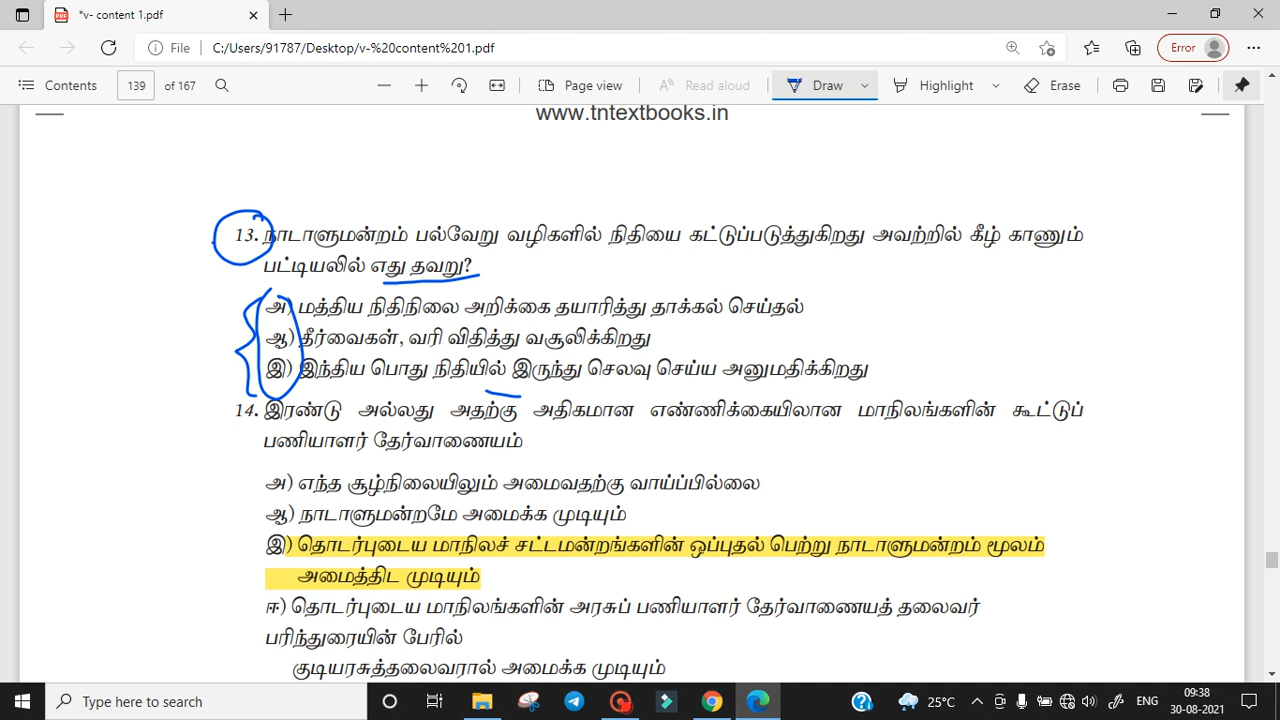 *v- content 1.pdf
File
C:/Users/91787/Desktop/v-%20content%201.pdf
Error
Contents
139
of 167
Page view
Read aloud
Draw
Highlight
Erase
www.tntextbooks.in
13. நாடாளுமன்றம் பல்வேறு வழிகளில் நிதியை கட்டுப்படுத்துகிறது அவற்றில் கீழ் காணும்
பட்டியலில் எது தவறு?
அ) மத்திய நிதிநிலை அறிக்கை தயாரித்து தாக்கல் செய்தல்
ஆ) தீர்வைகள், வரி விதித்து வசூலிக்கிறது
இ) இந்திய பொது நிதியில் இருந்து செலவு செய்ய அனுமதிக்கிறது
14. இரண்டு அல்லது அதற்கு அதிகமான எண்ணிக்கையிலான மாநிலங்களின் கூட்டுப்
பணியாளர் தேர்வாணையம்
அ) எந்த சூழ்நிலையிலும் அமைவதற்கு வாய்ப்பில்லை
ஆ) நாடாளுமன்றமே அமைக்க முடியும்
இ) தொடர்புடைய மாநிலச் சட்டமன்றங்களின் ஒப்புதல் பெற்று நாடாளுமன்றம் மூலம்
அமைத்திட முடியும்
ஈ) தொடர்புடைய மாநிலங்களின் அரசுப் பணியாளர் தேர்வாணையத் தலைவர்
பரிந்துரையின் பேரில்
குடியரசுத்தலைவரால் அமைக்க முடியும்
Type here to search
25°C
ENG
09:38
30-08-2021